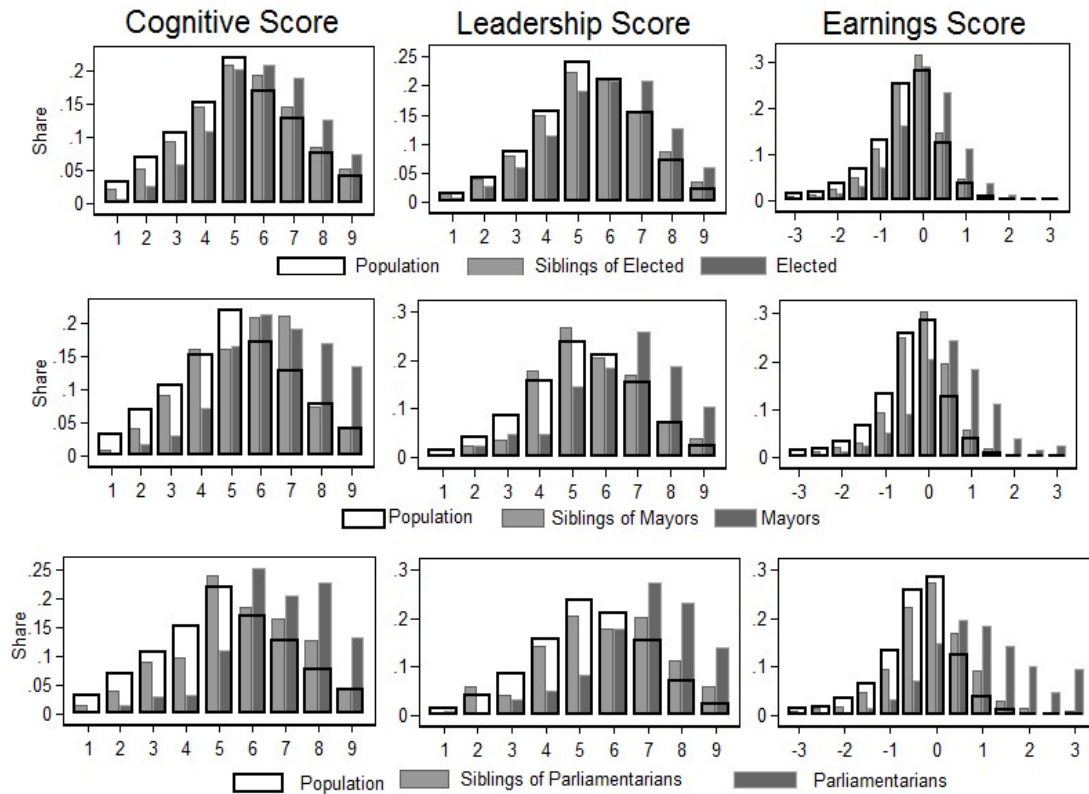 Cognitive Score Leadership Score Earnings Score
Share
.2
.15
.1
.05
0
1 2 3 4 5 6 7 8 9
.25
.2
.15
.1
.05
0
1 2 3 4 5 6 7 8 9
.3
.2
.1
0
-3 -2 -1 0 1 2 3
Population Siblings of Elected Elected
Share
.2
.15
.1
.05
0
1 2 3 4 5 6 7 8 9
.3
.2
.1
0
1 2 3 4 5 6 7 8 9
.3
.2
.1
0
-3 -2 -1 0 1 2 3
Population Siblings of Mayors Mayors
Share
.25
.2
.15
.1
.05
0
1 2 3 4 5 6 7 8 9
.3
.2
.1
0
1 2 3 4 5 6 7 8 9
.3
.2
.1
0
-3 -2 -1 0 1 2 3
Population Siblings of Parliamentarians Parliamentarians